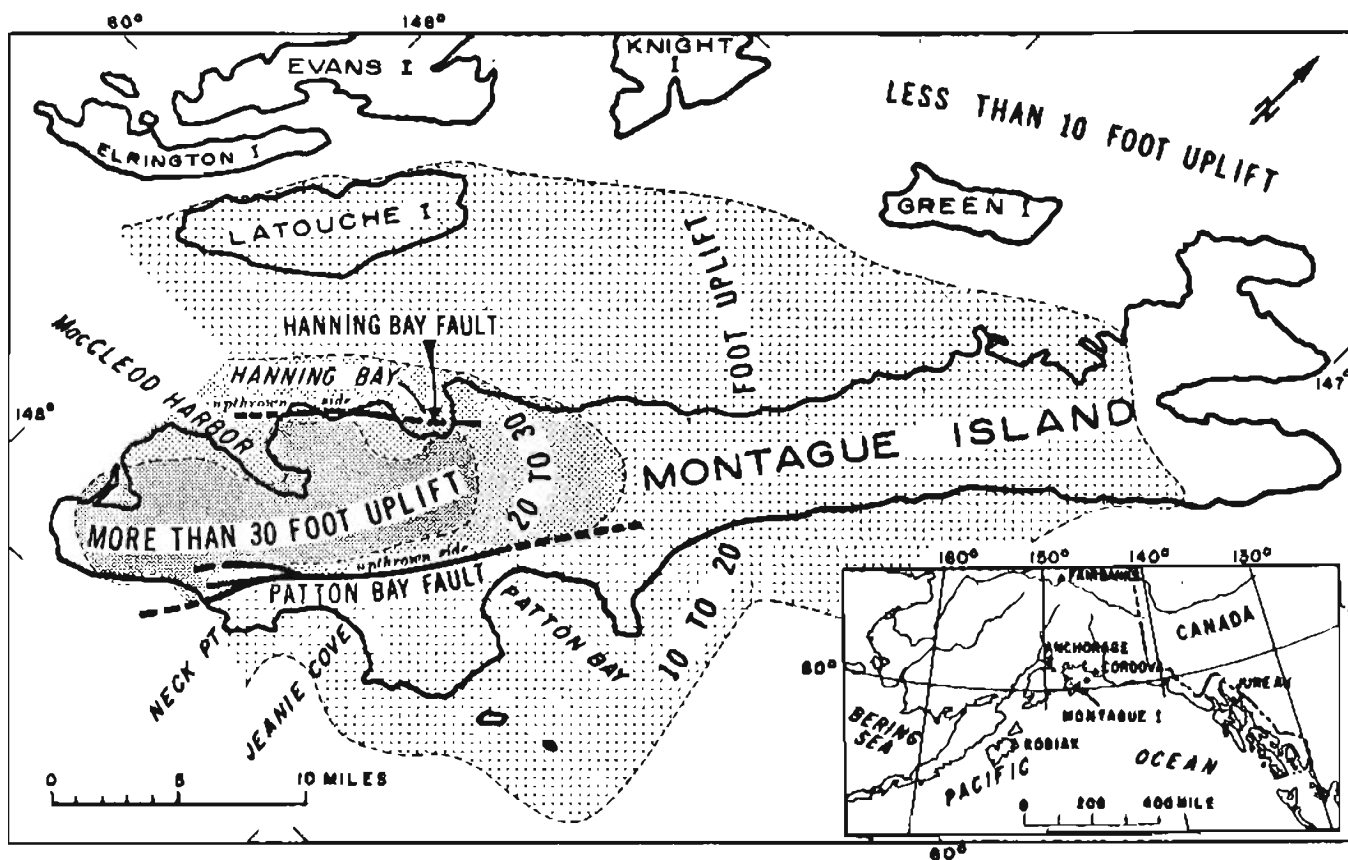 60°
148°
EVANS I
KNIGHT
I
ELRINGTON I
LESS THAN 10 FOOT UPLIFT
N
LATOUCHE I
GREEN I
FOOT UPLIFT
HANNING BAY FAULT
HANNING BAY
MacCLEOD HARBOR
upthrown side
148°
147°
20 TO 30
MONTAGUE ISLAND
MORE THAN 30 FOOT UPLIFT
upthrown side
PATTON BAY FAULT
PATTON BAY
10 TO 20
NECK PT
JEANIE COVE
0 5 10 MILES
160° 150° 140° 130°
FAIRBANKS
CANADA
ANCHORAGE
CORDOVA
60°
JUNEAU
MONTAGUE I
BERING
SEA
KODIAK
PACIFIC OCEAN
0 200 400 MILE
60°